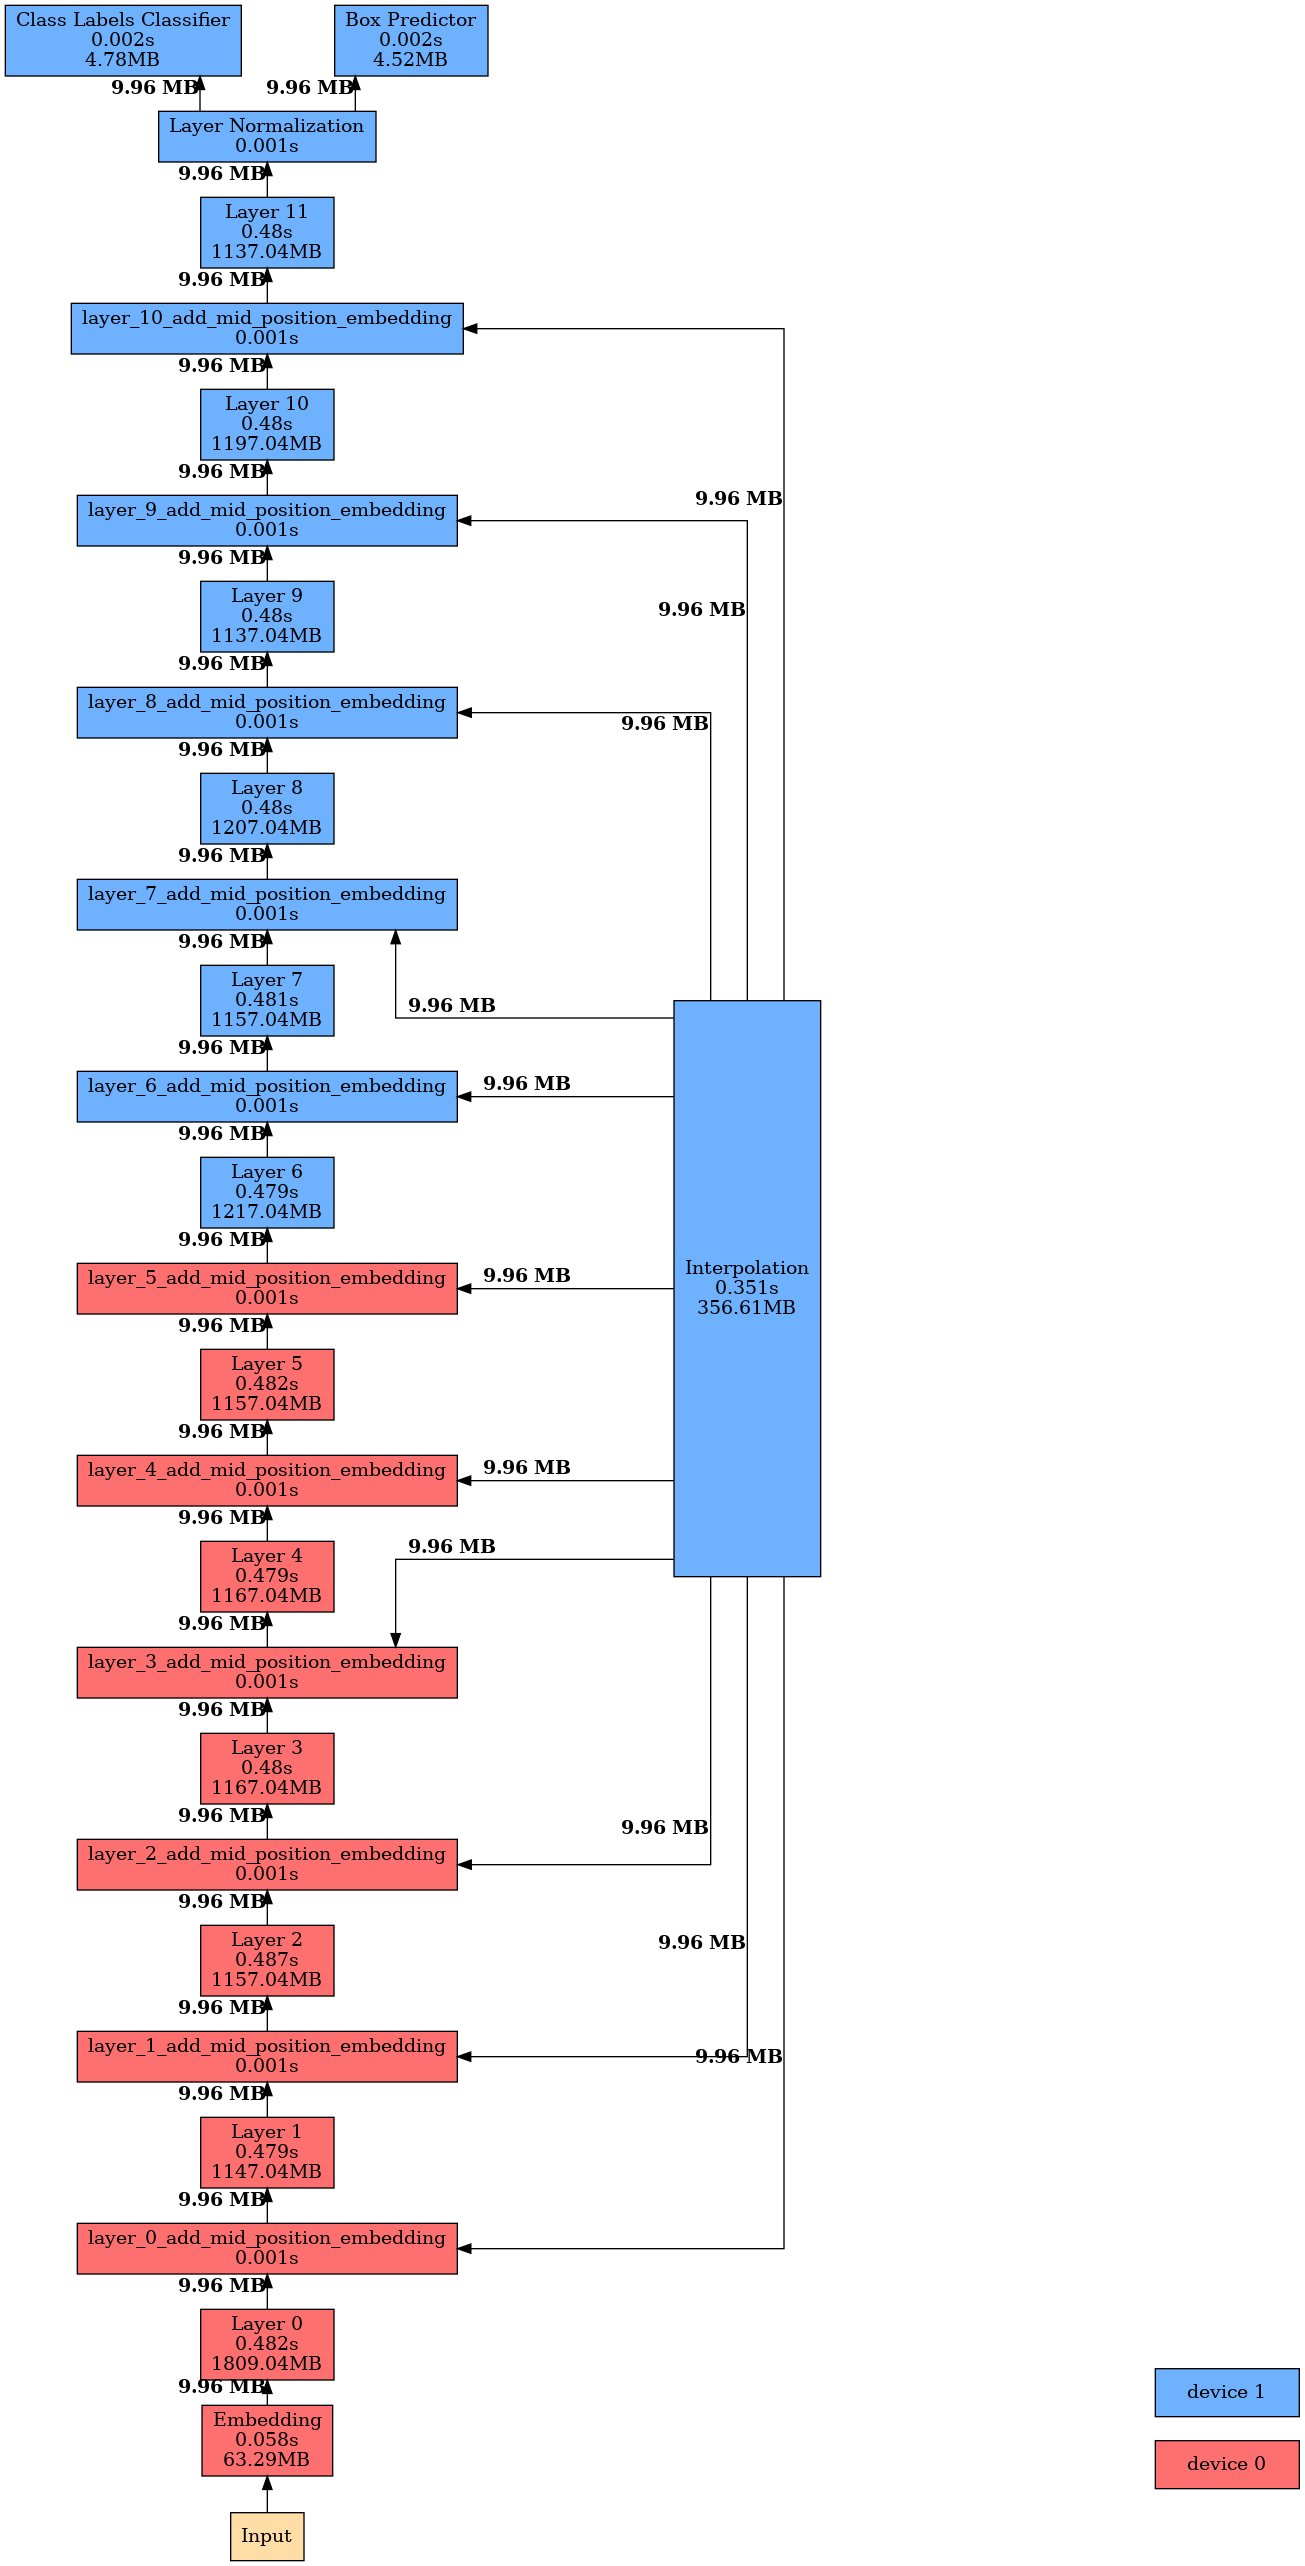 Class Labels Classifier
0.002s
4.78MB
Box Predictor
0.002s
4.52MB
9.96 MB
9.96 MB
Layer Normalization
0.001s
9.96 MB
Layer 11
0.48s
1137.04MB
9.96 MB
layer_10_add_mid_position_embedding
0.001s
9.96 MB
Layer 10
0.48s
1197.04MB
9.96 MB
9.96 MB
layer_9_add_mid_position_embedding
0.001s
9.96 MB
Layer 9
0.48s
1137.04MB
9.96 MB
9.96 MB
layer_8_add_mid_position_embedding
0.001s
9.96 MB
9.96 MB
Layer 8
0.48s
1207.04MB
9.96 MB
layer_7_add_mid_position_embedding
0.001s
9.96 MB
Layer 7
0.481s
1157.04MB
9.96 MB
9.96 MB
layer_6_add_mid_position_embedding
0.001s
9.96 MB
9.96 MB
Layer 6
0.479s
1217.04MB
9.96 MB
layer_5_add_mid_position_embedding
0.001s
9.96 MB
Interpolation
0.351s
356.61MB
9.96 MB
Layer 5
0.482s
1157.04MB
9.96 MB
layer_4_add_mid_position_embedding
0.001s
9.96 MB
9.96 MB
Layer 4
0.479s
1167.04MB
9.96 MB
9.96 MB
layer_3_add_mid_position_embedding
0.001s
9.96 MB
Layer 3
0.48s
1167.04MB
9.96 MB
9.96 MB
layer_2_add_mid_position_embedding
0.001s
9.96 MB
Layer 2
0.487s
1157.04MB
9.96 MB
9.96 MB
layer_1_add_mid_position_embedding
0.001s
9.96 MB
9.96 MB
Layer 1
0.479s
1147.04MB
9.96 MB
layer_0_add_mid_position_embedding
0.001s
9.96 MB
Layer 0
0.482s
1809.04MB
9.96 MB
Embedding
0.058s
63.29MB
Input
device 1
device 0